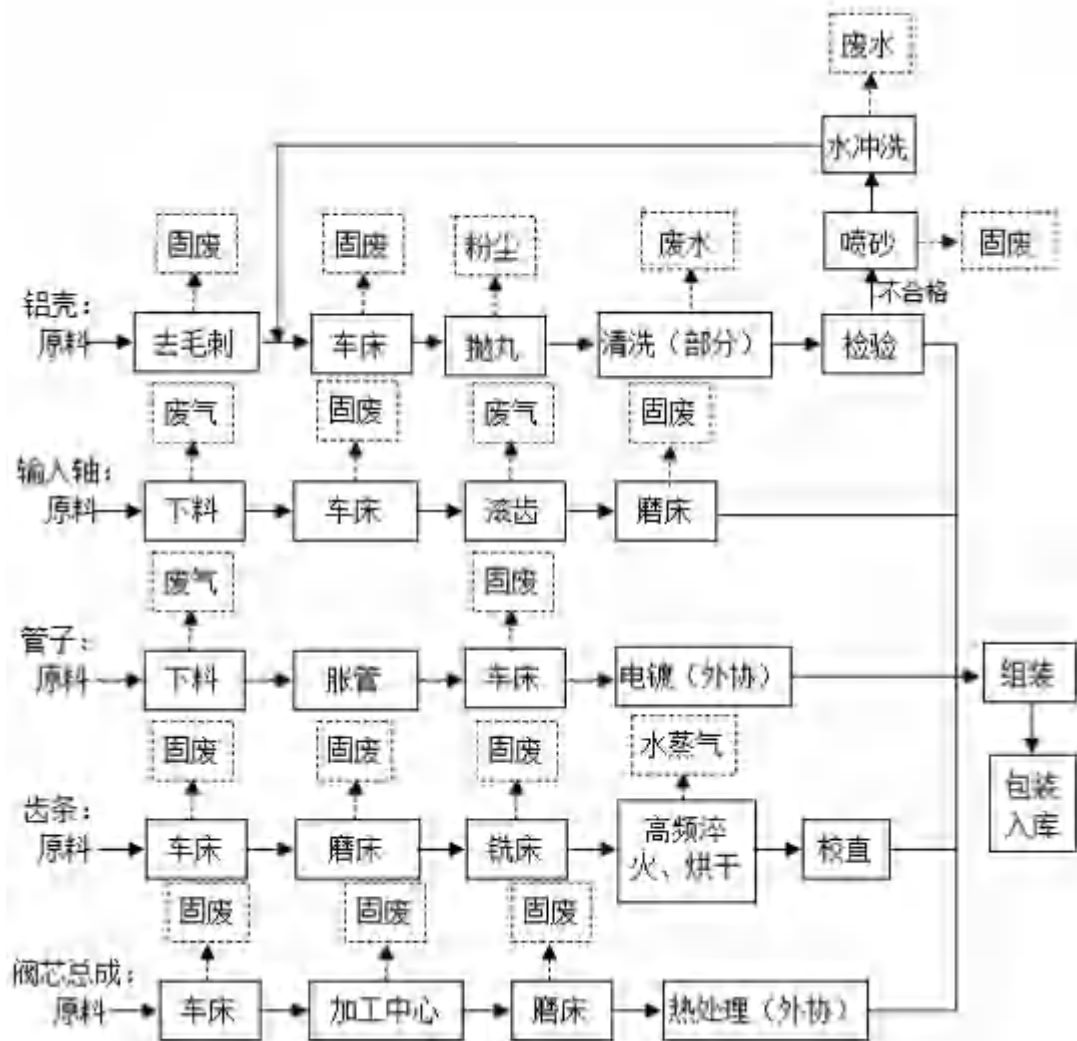 废水
水冲洗
固废
固废
粉尘
废水
喷砂
固废
不合格
铝壳：
原料
去毛刺
车床
抛丸
清洗（部分）
检验
废气
固废
废气
固废
输入轴：
原料
下料
车床
滚齿
磨床
废气
固废
管子：
原料
下料
胀管
车床
电镀（外协）
组装
固废
固废
固废
水蒸气
包装
入库
齿条：
原料
车床
磨床
铣床
高频淬
火、烘干
校直
固废
固废
固废
阀芯总成：
原料
车床
加工中心
磨床
热处理（外协）